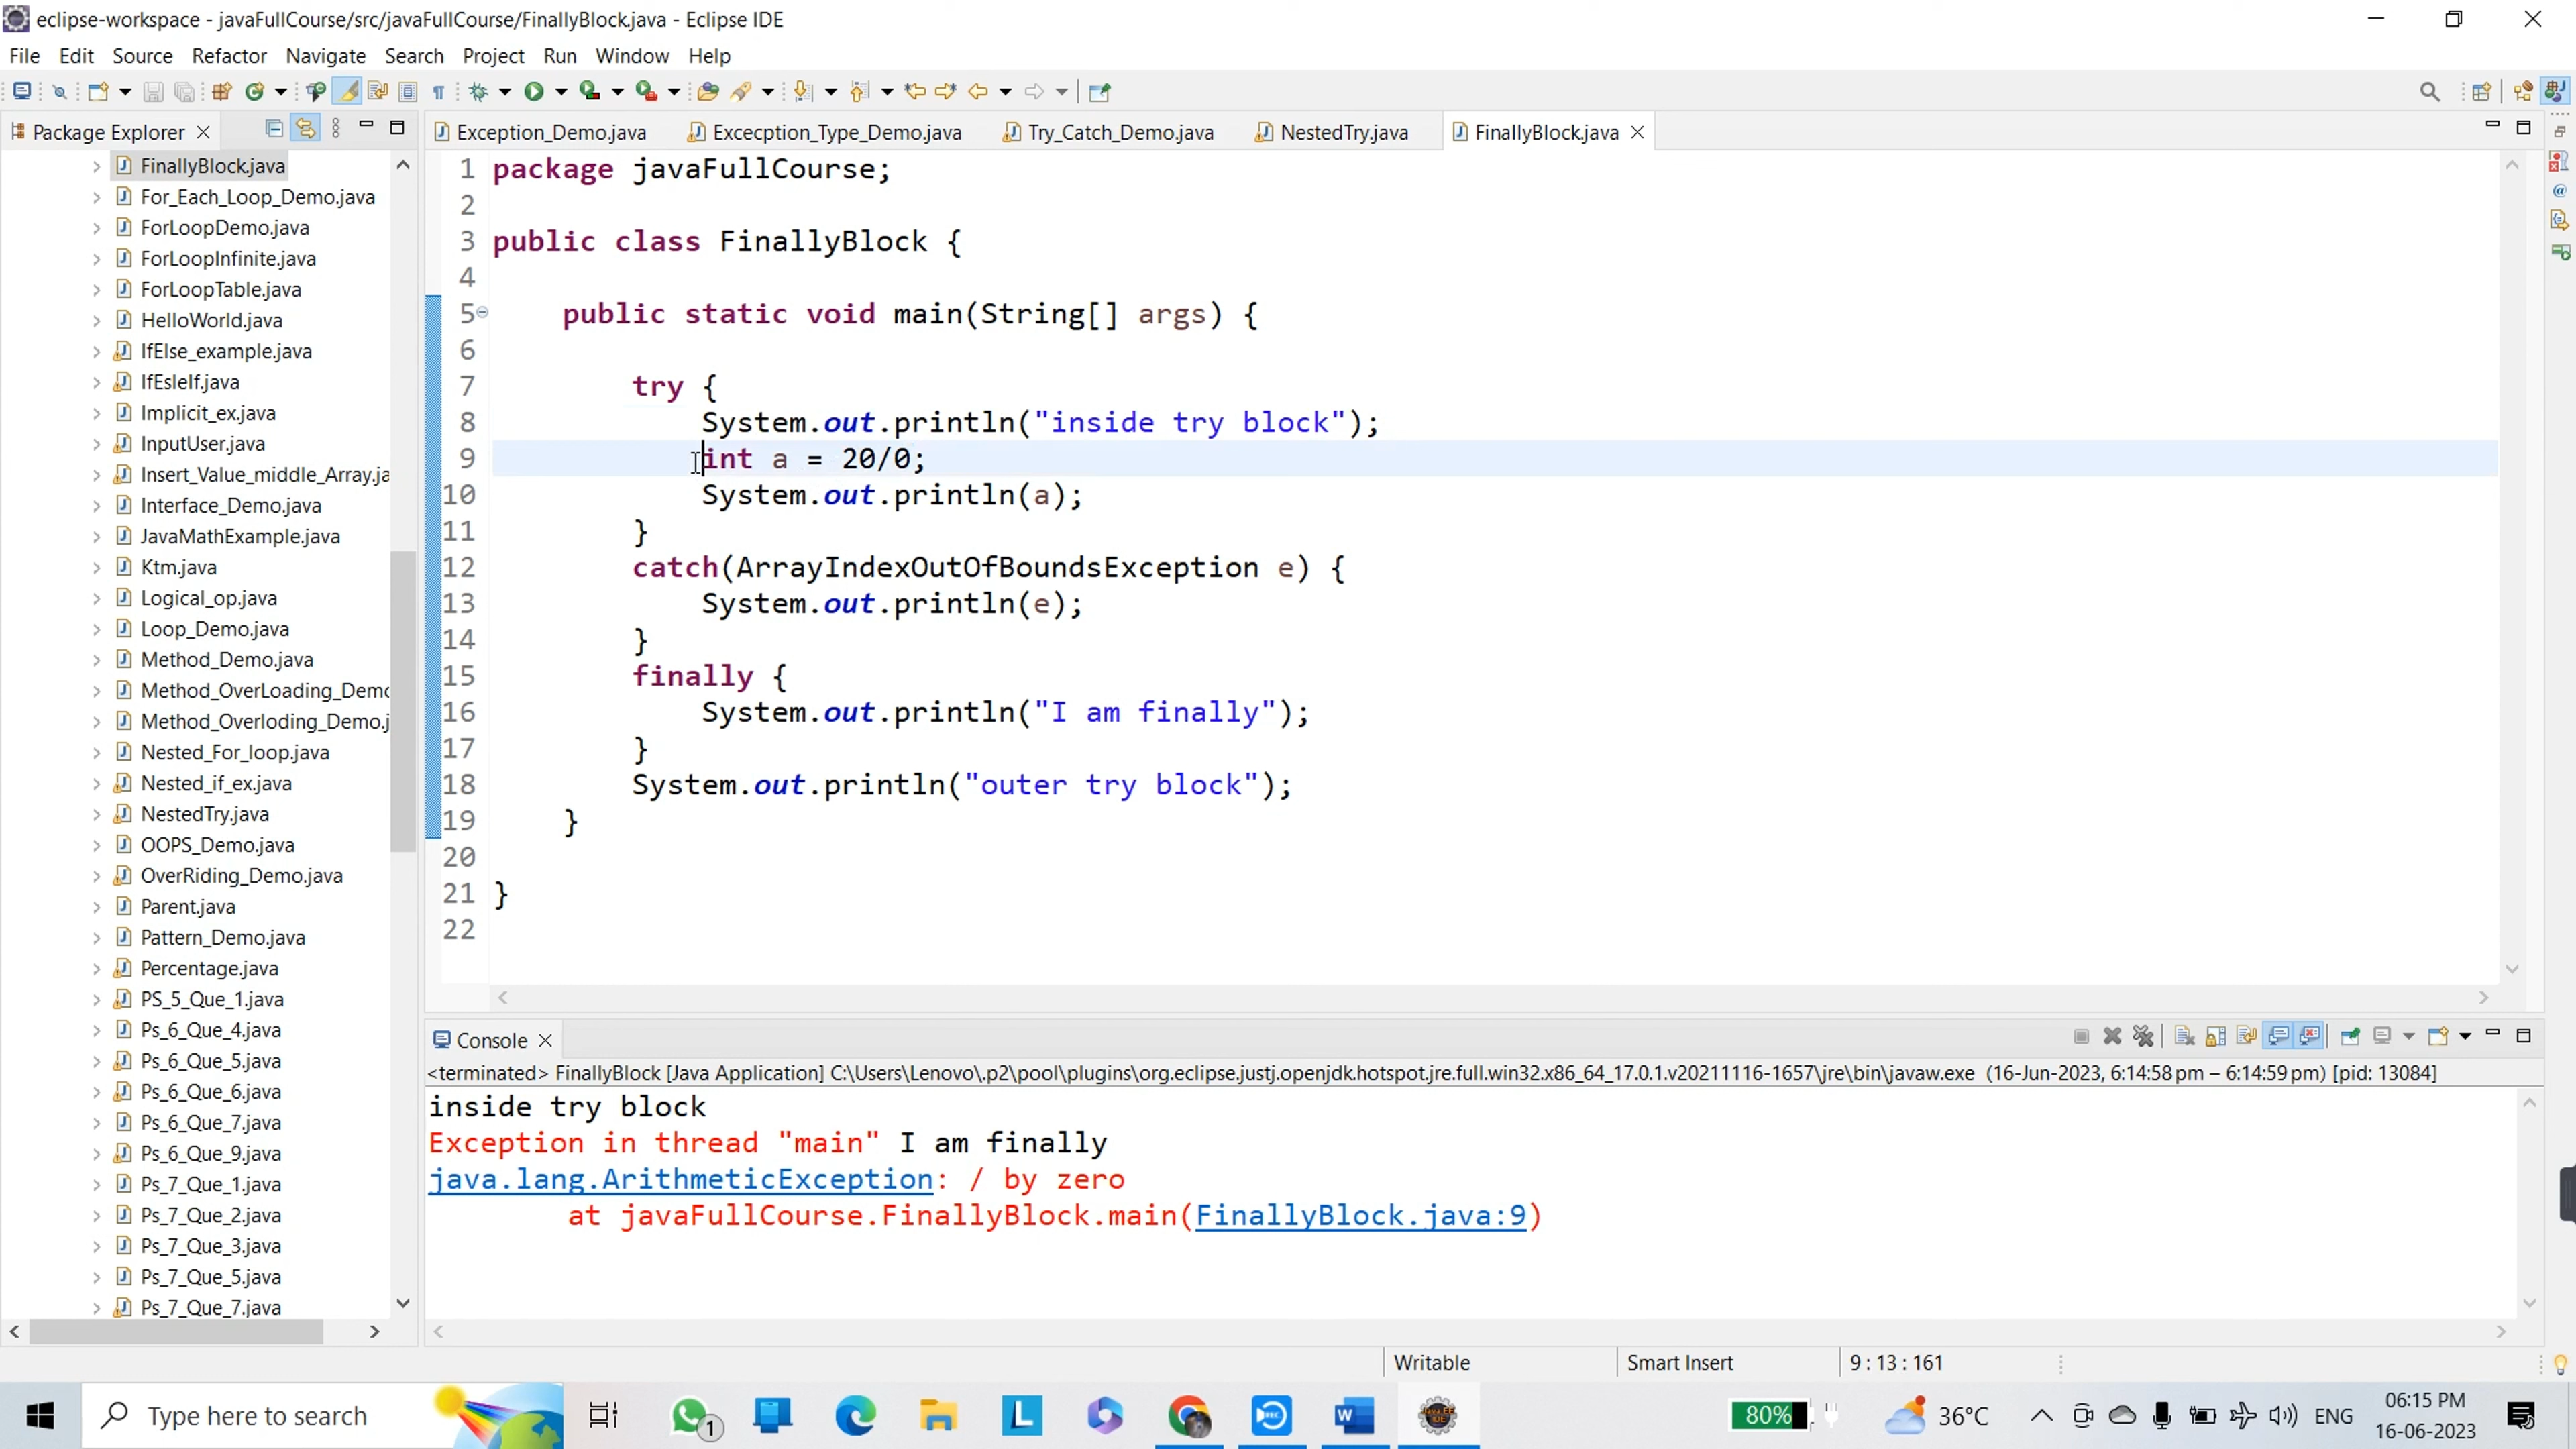 eclipse-workspace - javaFullCourse/src/javaFullCourse/FinallyBlock.java - Eclipse IDE
File Edit Source Refactor Navigate Search Project Run Window Help
Package Explorer
FinallyBlock.java
For_Each_Loop_Demo.java
ForLoopDemo.java
ForLoopInfinite.java
ForLoopTable.java
HelloWorld.java
IfElse_example.java
IfEsleIf.java
Implicit_ex.java
InputUser.java
Insert_Value_middle_Array.ja
Interface_Demo.java
JavaMathExample.java
Ktm.java
Logical_op.java
Loop_Demo.java
Method_Demo.java
Method_OverLoading_Demo
Method_Overloding_Demo.j
Nested_For_loop.java
Nested_if_ex.java
NestedTry.java
OOPS_Demo.java
OverRiding_Demo.java
Parent.java
Pattern_Demo.java
Percentage.java
PS_5_Que_1.java
Ps_6_Que_4.java
Ps_6_Que_5.java
Ps_6_Que_6.java
Ps_6_Que_7.java
Ps_6_Que_9.java
Ps_7_Que_1.java
Ps_7_Que_2.java
Ps_7_Que_3.java
Ps_7_Que_5.java
Ps_7_Que_7.java
Exception_Demo.java Excecption_Type_Demo.java Try_Catch_Demo.java NestedTry.java FinallyBlock.java
1 package javaFullCourse;
2
3 public class FinallyBlock {
4
5 public static void main(String[] args) {
6
7 try {
8 System.out.println("inside try block");
9 int a = 20/0;
10 System.out.println(a);
11 }
12 catch(ArrayIndexOutOfBoundsException e) {
13 System.out.println(e);
14 }
15 finally {
16 System.out.println("I am finally");
17 }
18 System.out.println("outer try block");
19 }
20
21 }
22
Console
<terminated> FinallyBlock [Java Application] C:\Users\Lenovo\.p2\pool\plugins\org.eclipse.justj.openjdk.hotspot.jre.full.win32.x86_64_17.0.1.v20211116-1657\jre\bin\javaw.exe (16-Jun-2023, 6:14:58 pm – 6:14:59 pm) [pid: 13084]
inside try block
Exception in thread "main" I am finally
java.lang.ArithmeticException: / by zero
at javaFullCourse.FinallyBlock.main(FinallyBlock.java:9)
Writable Smart Insert 9 : 13 : 161
Type here to search
1
L
W
80%
36°C
ENG
06:15 PM
16-06-2023